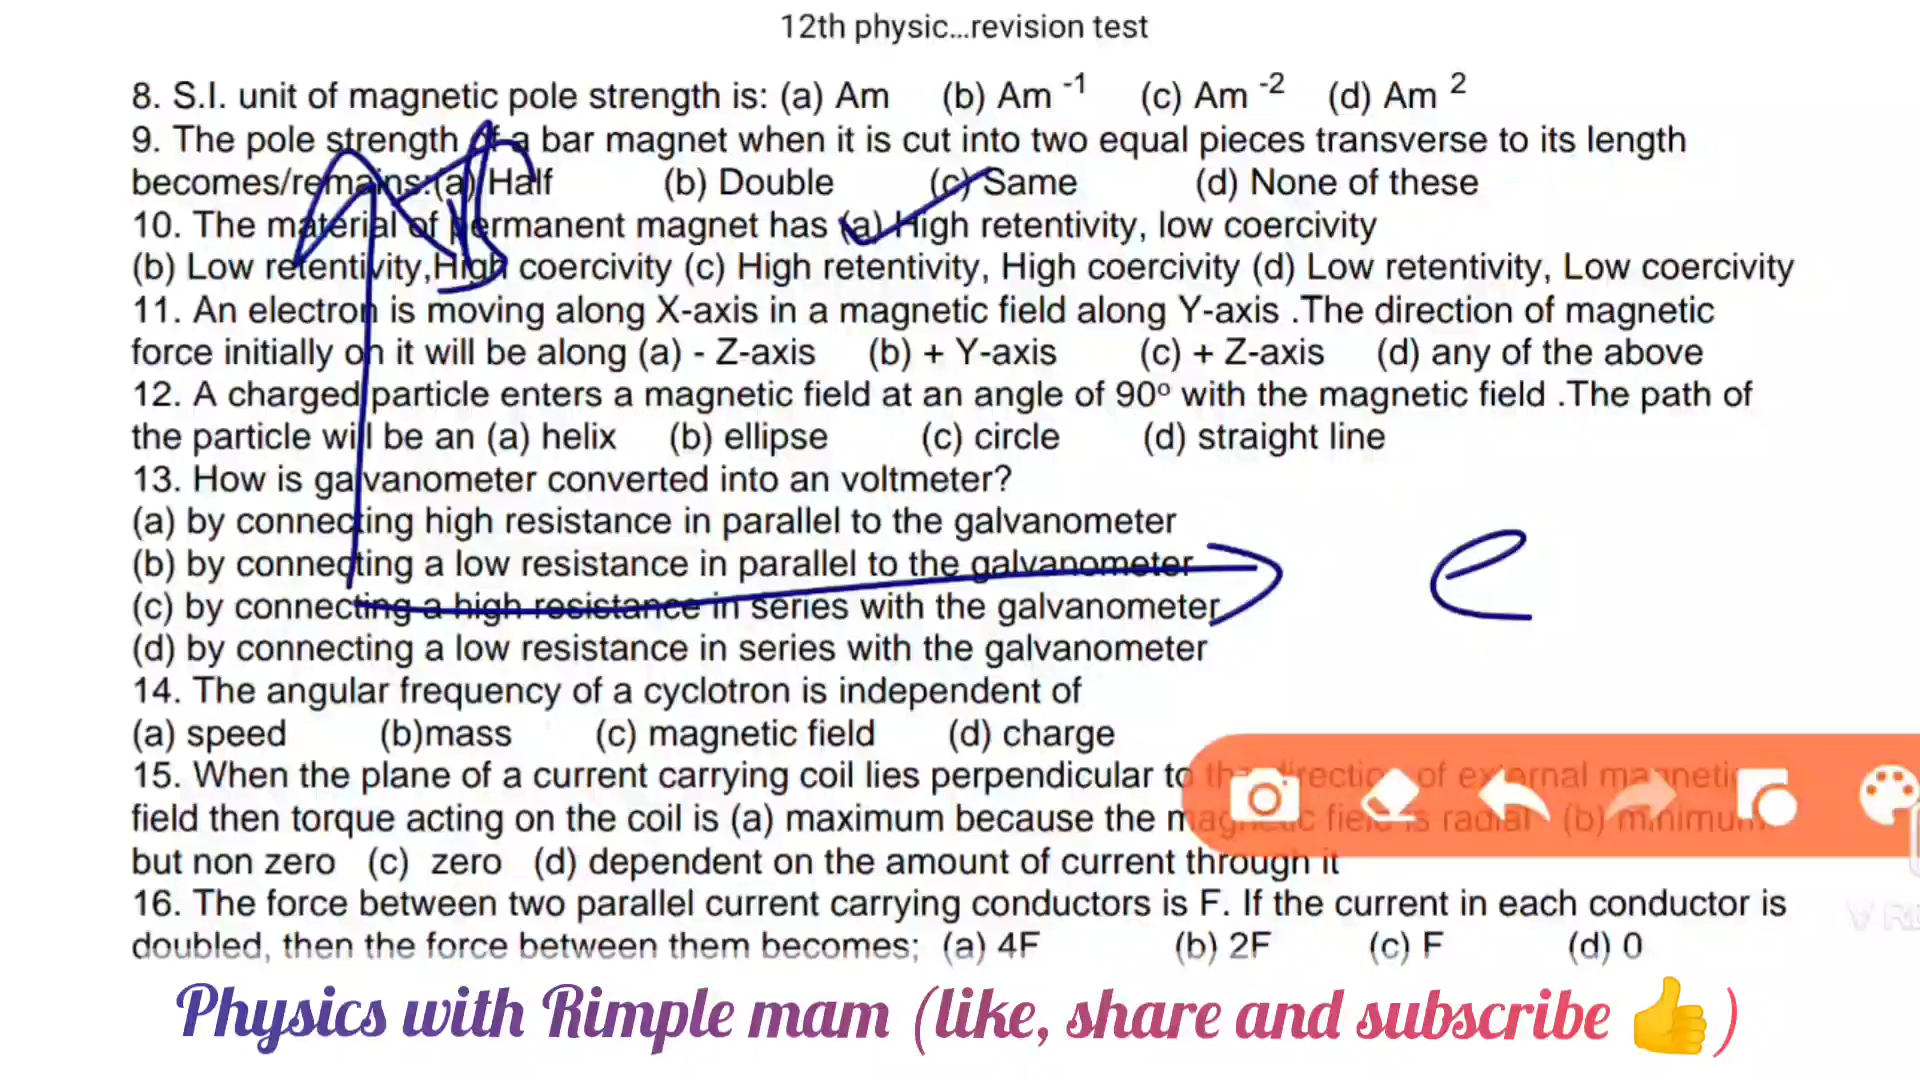 12th physic...revision test
8. S.I. unit of magnetic pole strength is: (a) Am (b) Am -1 (c) Am -2 (d) Am 2
9. The pole strength of a bar magnet when it is cut into two equal pieces transverse to its length
becomes/remains:(a) Half (b) Double (c) Same (d) None of these
10. The material of permanent magnet has (a) High retentivity, low coercivity
(b) Low retentivity,High coercivity (c) High retentivity, High coercivity (d) Low retentivity, Low coercivity
11. An electron is moving along X-axis in a magnetic field along Y-axis .The direction of magnetic
force initially on it will be along (a) - Z-axis (b) + Y-axis (c) + Z-axis (d) any of the above
12. A charged particle enters a magnetic field at an angle of 90º with the magnetic field .The path of
the particle will be an (a) helix (b) ellipse (c) circle (d) straight line
13. How is galvanometer converted into an voltmeter?
(a) by connecting high resistance in parallel to the galvanometer
(b) by connecting a low resistance in parallel to the galvanometer
e
(c) by connecting a high resistance in series with the galvanometer
(d) by connecting a low resistance in series with the galvanometer
14. The angular frequency of a cyclotron is independent of
(a) speed (b)mass (c) magnetic field (d) charge
15. When the plane of a current carrying coil lies perpendicular to the direction of external magnetic
field then torque acting on the coil is (a) maximum because the magnetic field is radial (b) minimum
but non zero (c) zero (d) dependent on the amount of current through it
16. The force between two parallel current carrying conductors is F. If the current in each conductor is
doubled, then the force between them becomes; (a) 4F (b) 2F (c) F (d) 0
Physics with Rimple mam (like, share and subscribe 👍)